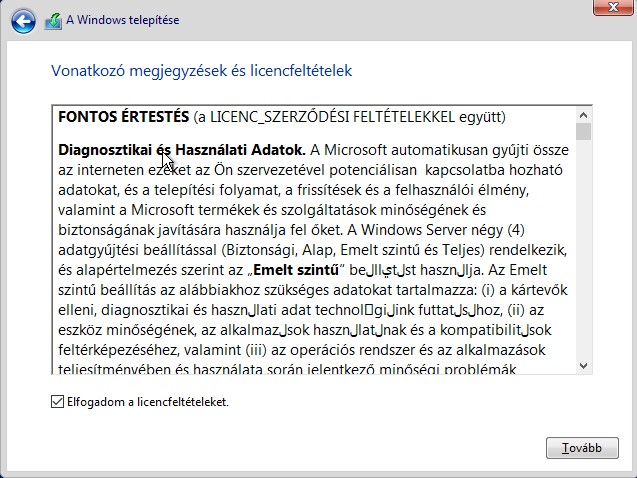 A Windows telepítése
Vonatkozó megjegyzések és licencfeltételek
FONTOS ÉRTESTÉS (a LICENC_SZERZŐDÉSI FELTÉTELEKKEL együtt)
Diagnosztikai és Használati Adatok. A Microsoft automatikusan gyűjti össze
az interneten ezeket az Ön szervezetével potenciálisan kapcsolatba hozható
adatokat, és a telepítési folyamat, a frissítések és a felhasználói élmény,
valamint a Microsoft termékek és szolgáltatások minőségének és
biztonságának javítására használja fel őket. A Windows Server négy (4)
adatgyűjtési beállítással (Biztonsági, Alap, Emelt szintű és Teljes) rendelkezik,
és alapértelmezés szerint az „Emelt szintű” használja. Az Emelt
szintű beállítás az alábbiakhoz szükséges adatokat tartalmazza: (i) a kártevők
elleni, diagnosztikai és adat (ii) az
eszköz minőségének, az és a
feltérképezéséhez, valamint (iii) az operációs rendszer és az alkalmazások
teljesítményében és használata során jelentkező minőségi problémák
Elfogadom a licencfeltételeket.
Tovább